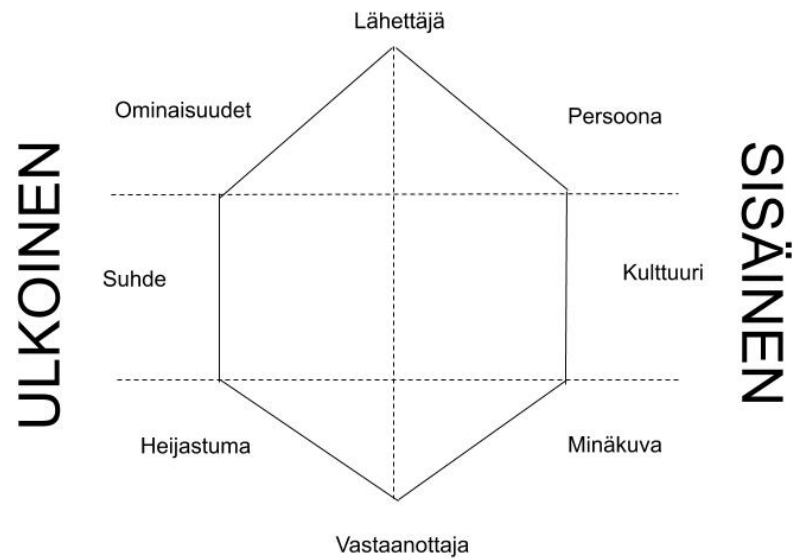 Lähettäjä
Ominaisuudet
Persoona
ULKOINEN
SISÄINEN
Suhde
Kulttuuri
Heijastuma
Minäkuva
Vastaanottaja